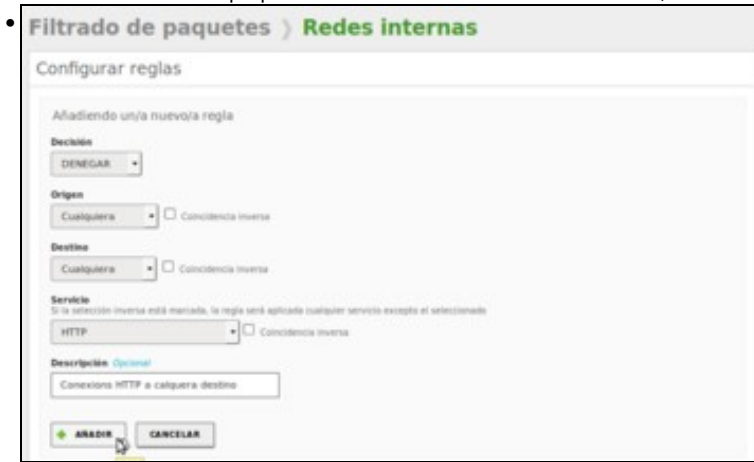 Filtrado de paquetes ⟩ Redes internas
Configurar reglas
Añadiendo un/a nuevo/a regla
Decisión
DENEGAR
Origen
Cualquiera Coincidencia inversa
Destino
Cualquiera Coincidencia inversa
Servicio
Si la selección inversa está marcada, la regla será aplicada cualquier servicio excepto el seleccionado
HTTP Coincidencia inversa
Descripción Opcional
Conexions HTTP a calquera destino
+ AÑADIR CANCELAR